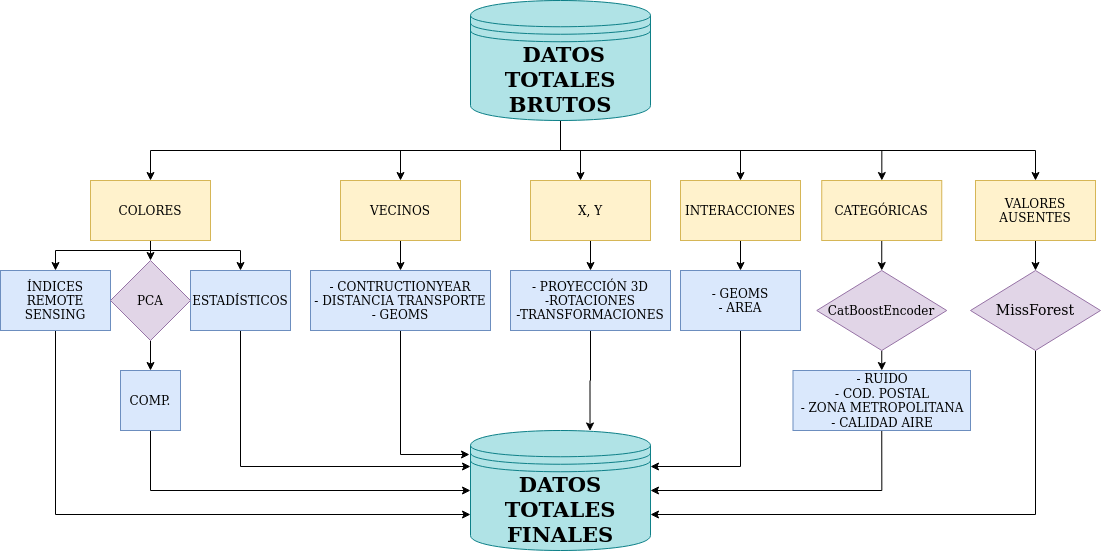 DATOS
TOTALES
BRUTOS
COLORES
VECINOS
X, Y
INTERACCIONES
CATEGÓRICAS
VALORES
AUSENTES
ÍNDICES
REMOTE
SENSING
PCA
ESTADÍSTICOS
- CONTRUCTIONYEAR
- DISTANCIA TRANSPORTE
- GEOMS
- PROYECCIÓN 3D
-ROTACIONES
-TRANSFORMACIONES
- GEOMS
- AREA
CatBoostEncoder
MissForest
COMP.
- RUIDO
- COD. POSTAL
- ZONA METROPOLITANA
- CALIDAD AIRE
DATOS
TOTALES
FINALES